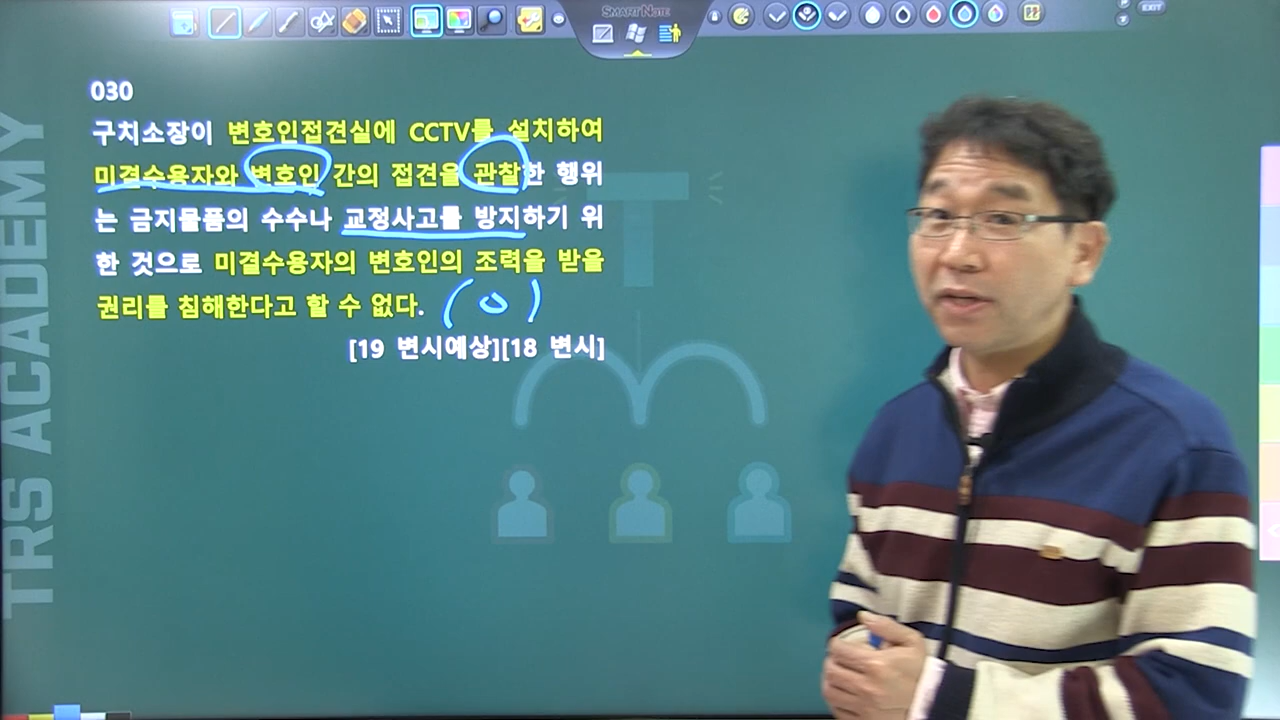 SMARTNOTE
EXIT
030
구치소장이 변호인접견실에 CCTV를 설치하여
미결수용자와 변호인 간의 접견을 관찰한 행위
는 금지물품의 수수나 교정사고를 방지하기 위
한 것으로 미결수용자의 변호인의 조력을 받을
권리를 침해한다고 할 수 없다. (O)
[19 변시예상][18 변시]
TRS ACADEMY